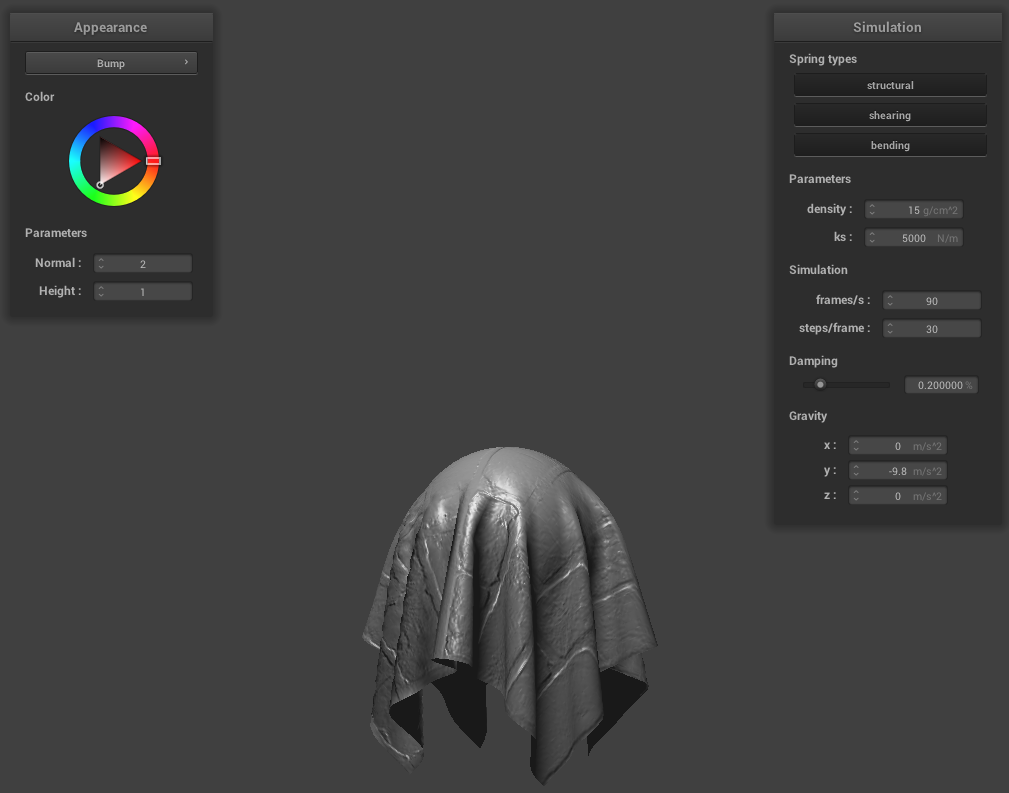 Appearance
Bump
Color
Parameters
Normal : 2
Height : 1
Simulation
Spring types
structural
shearing
bending
Parameters
density : 15 g/cm^2
ks : 5000 N/m
Simulation
frames/s : 90
steps/frame : 30
Damping
0.200000 %
Gravity
x : 0 m/s^2
y : -9.8 m/s^2
z : 0 m/s^2